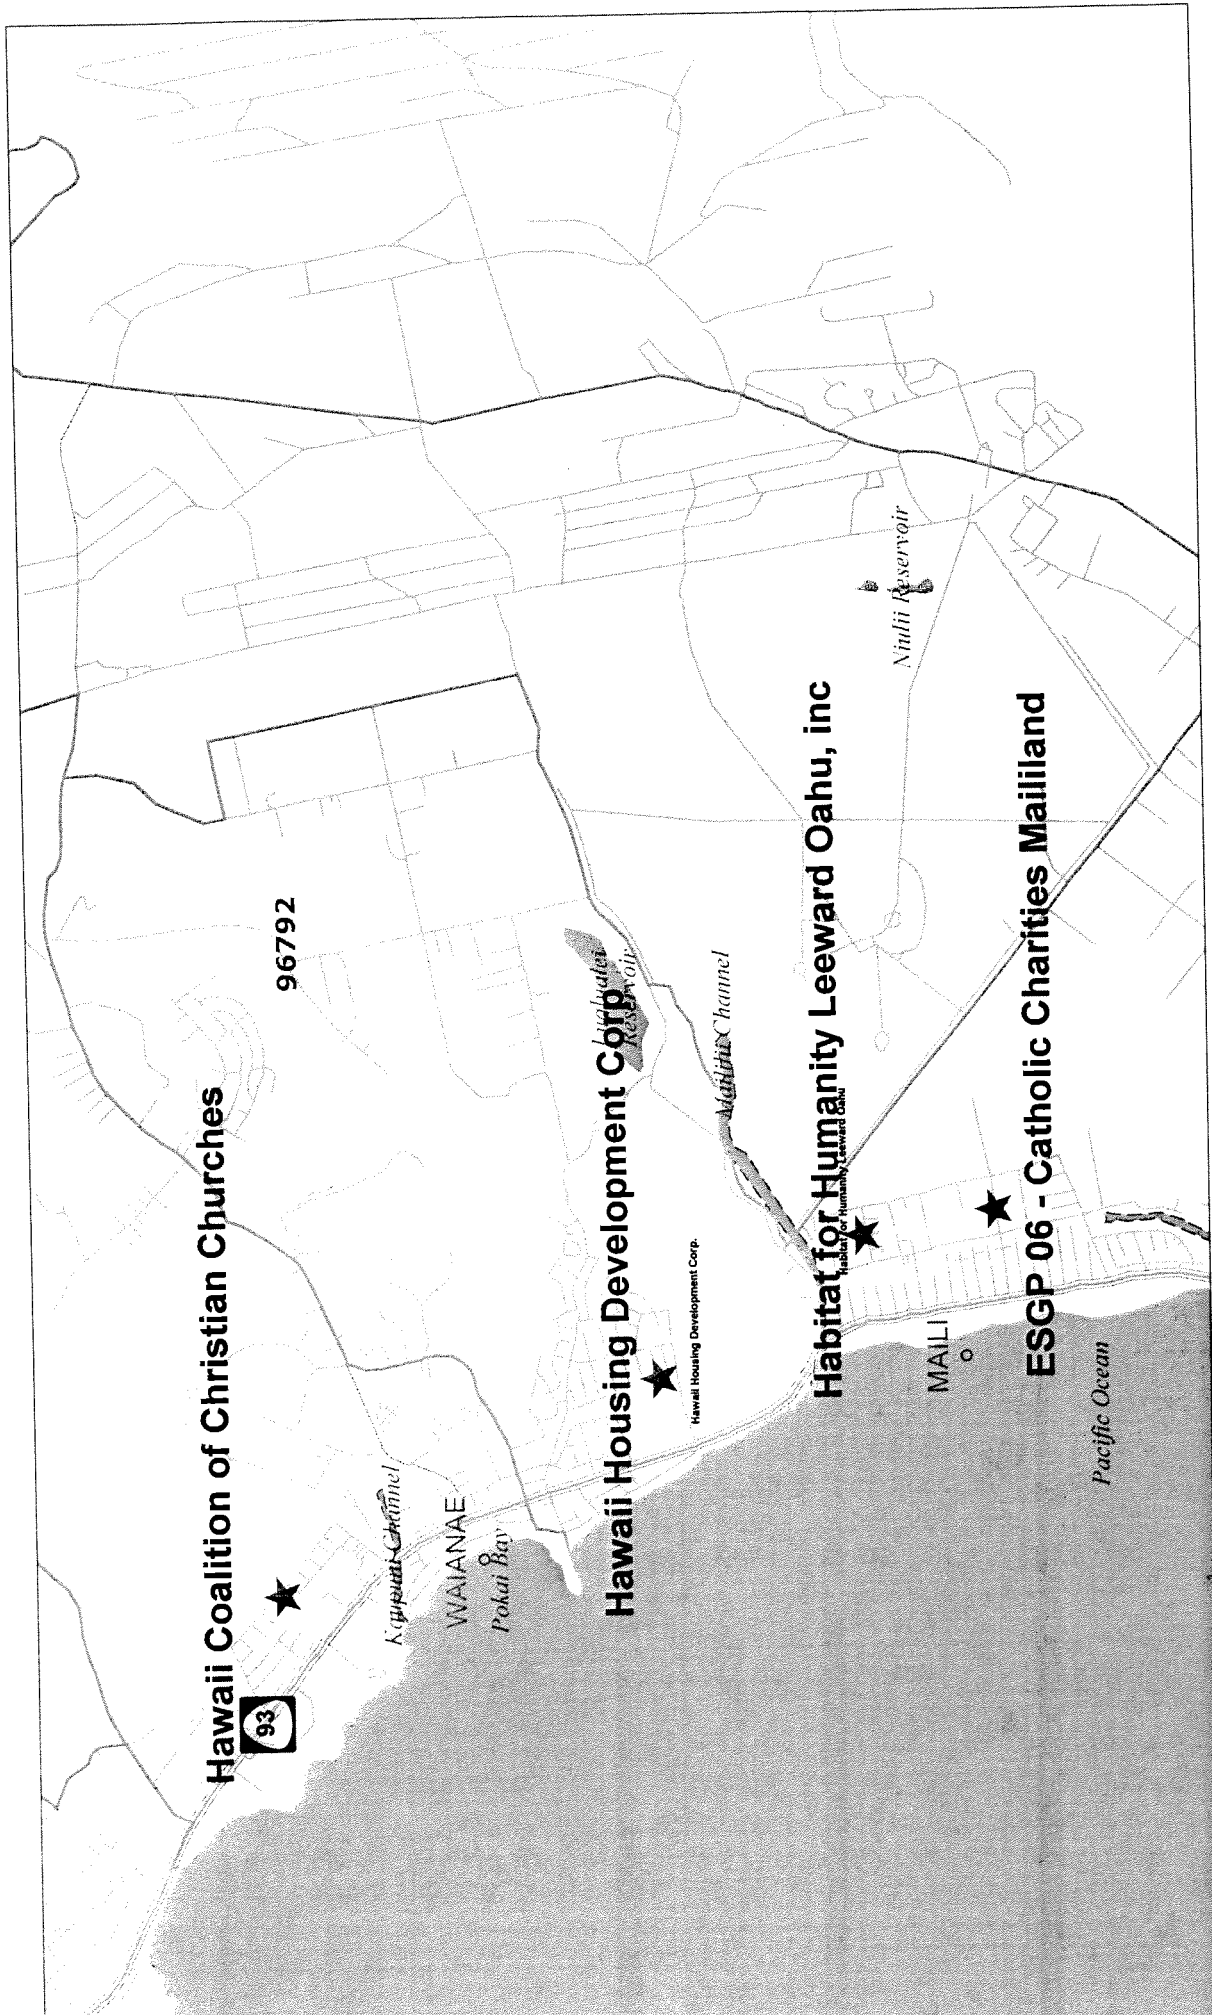 Hawaii Coalition of Christian Churches
93
96792
Kaupuni Channel
WAIANAE
Pokai Bay
Hawaii Housing Development Corp
Reservoir
Hawaii Housing Development Corp.
Mailiilii Channel
Habitat for Humanity Leeward Oahu, inc
Habitat for Humanity Leeward Oahu
Niulii Reservoir
MAILI
ESGP 06 - Catholic Charities Maililand
Pacific Ocean